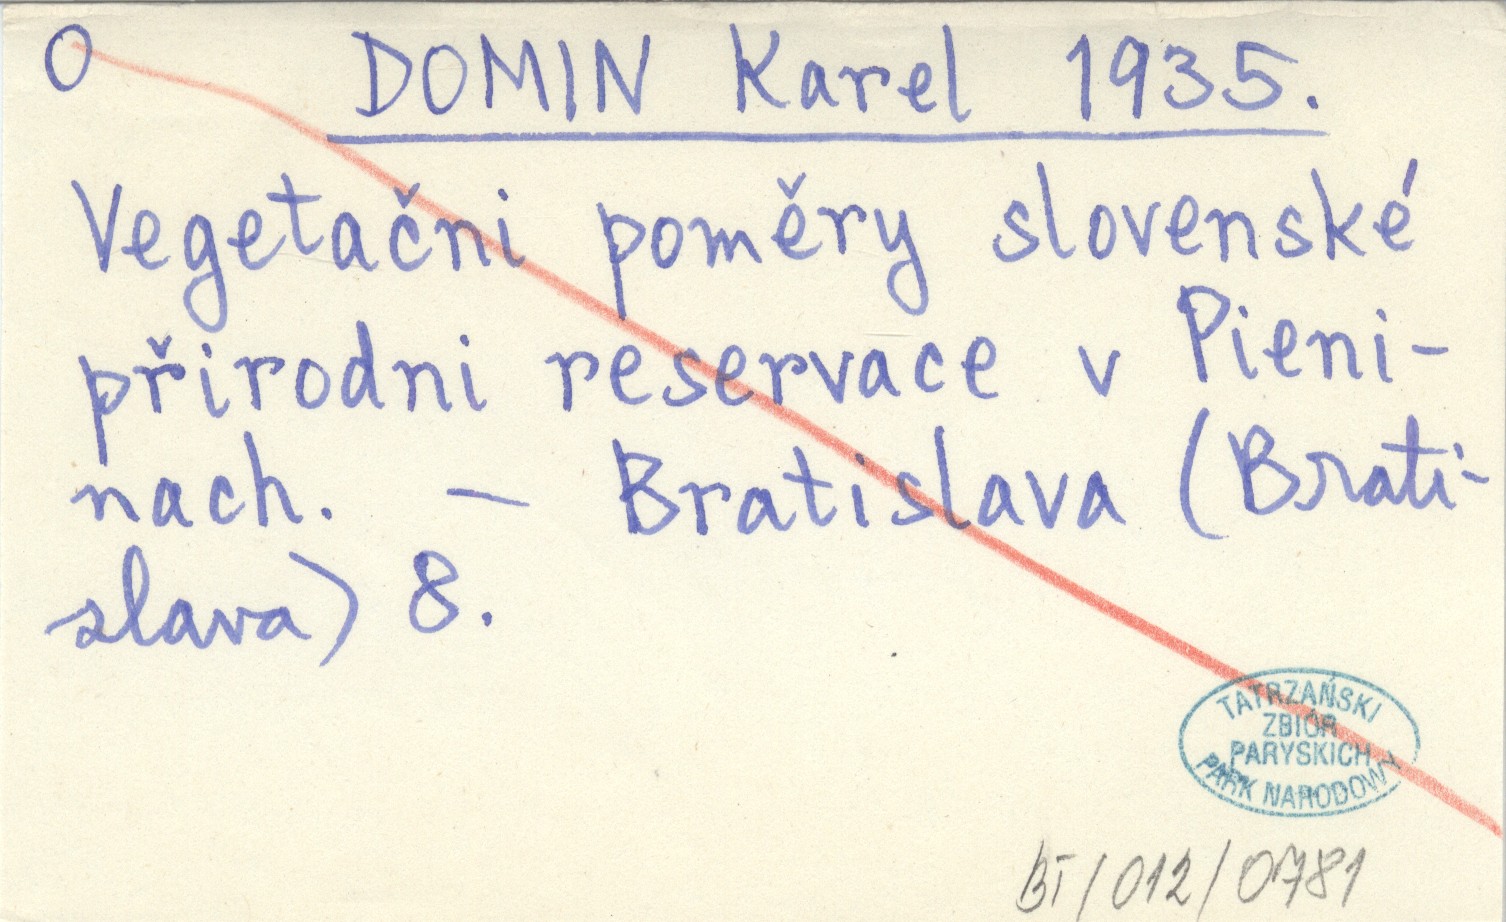 O DOMIN Karel 1935.
Vegetačni poměry slovenské
přirodni reservace v Pieni-
nach. — Bratislava (Brati-
slava) 8.
TATRZAŃSKI
ZBIÓR
PARYSKICH
PARK NARODOWY
BT/012/0781